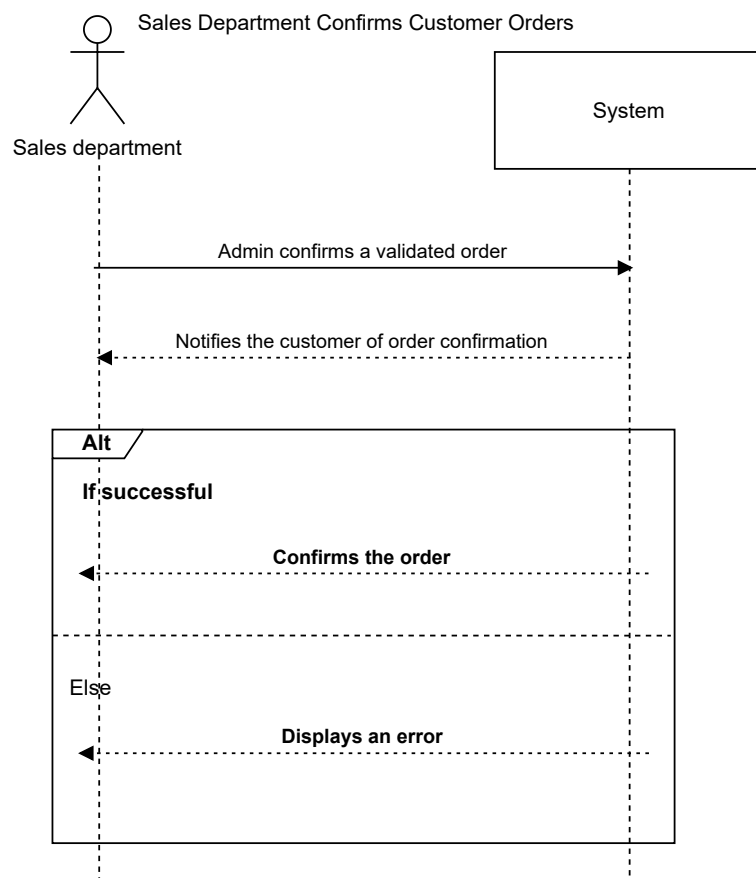 Sales Department Confirms Customer Orders
System
Sales department
Admin confirms a validated order
Notifies the customer of order confirmation
Alt
If successful
Confirms the order
Else
Displays an error